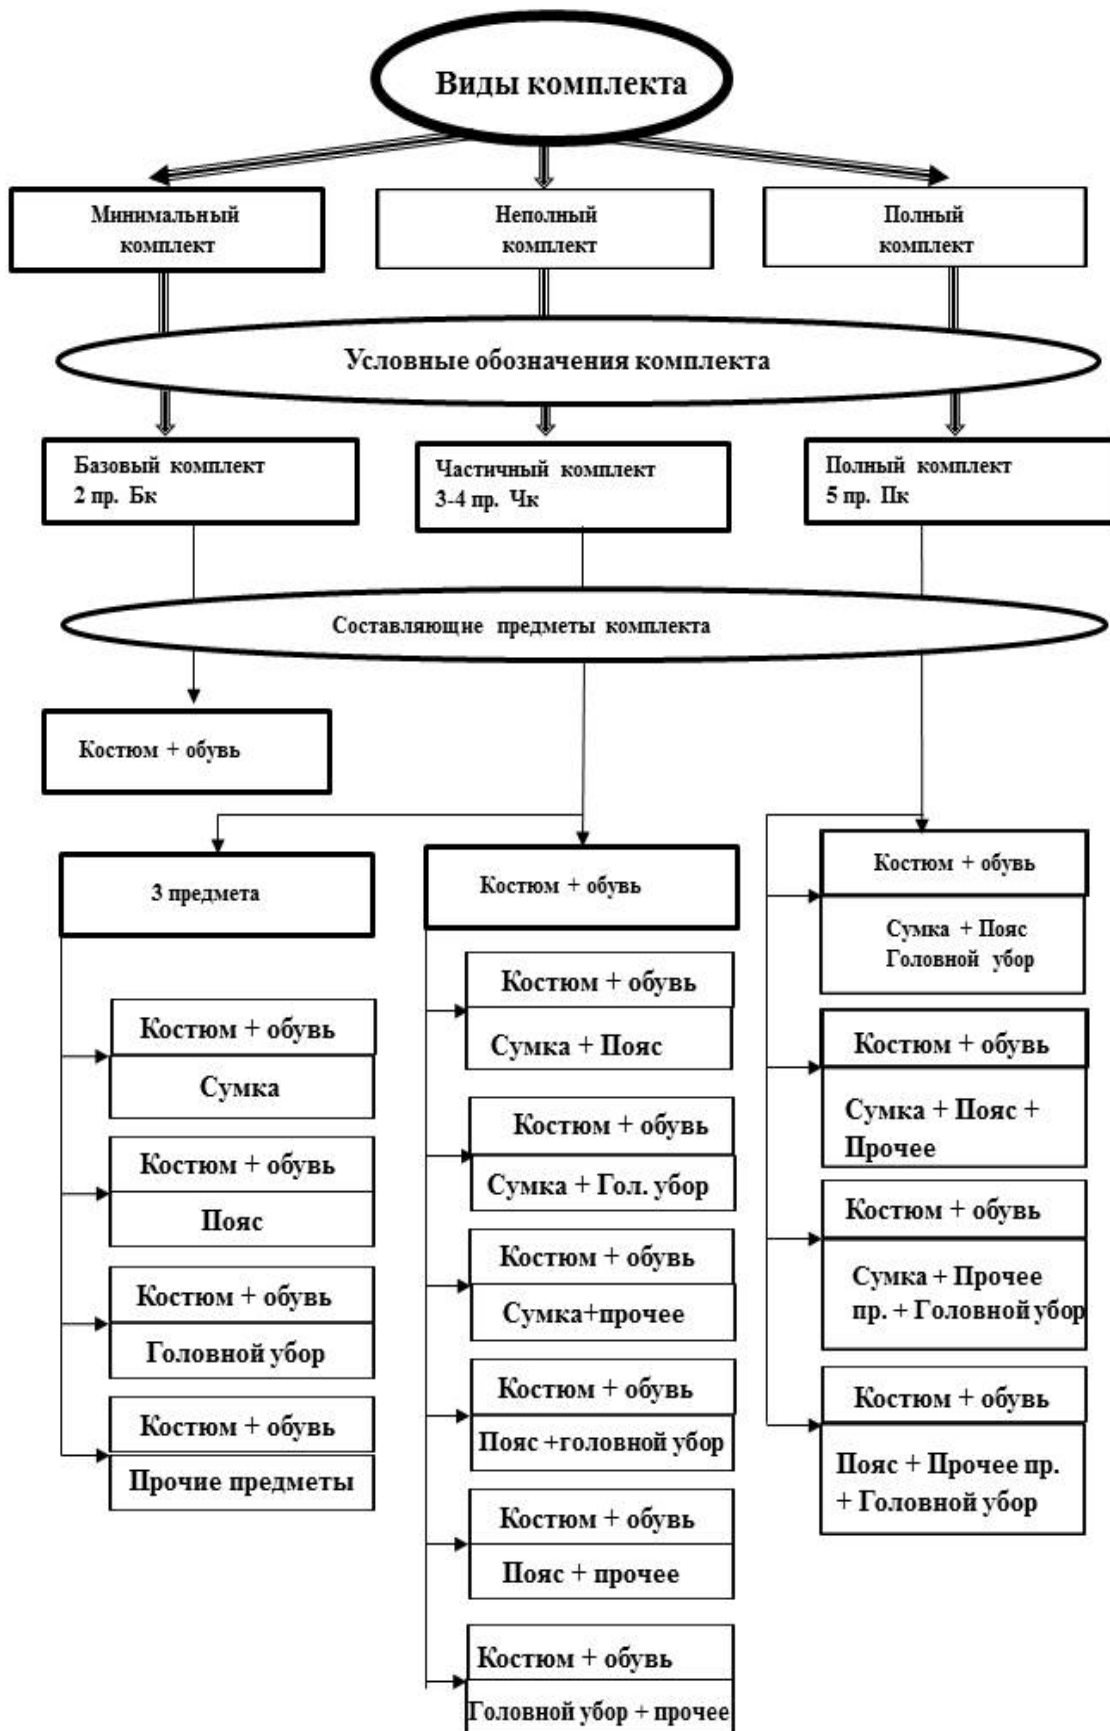 Виды комплекта
Минимальный
комплект
Неполный
комплект
Полный
комплект
Условные обозначения комплекта
Базовый комплект
2 пр. Бк
Частичный комплект
3-4 пр. Чк
Полный комплект
5 пр. Пк
Составляющие предметы комплекта
Костюм + обувь
3 предмета
Костюм + обувь
Сумка
Костюм + обувь
Пояс
Костюм + обувь
Головной убор
Костюм + обувь
Прочие предметы
Костюм + обувь
Костюм + обувь
Сумка + Пояс
Костюм + обувь
Сумка + Гол. убор
Костюм + обувь
Сумка+прочее
Костюм + обувь
Пояс +головной убор
Костюм + обувь
Пояс + прочее
Костюм + обувь
Головной убор + прочее
Костюм + обувь
Сумка + Пояс
Головной убор
Костюм + обувь
Сумка + Пояс +
Прочее
Костюм + обувь
Сумка + Прочее
пр. + Головной убор
Костюм + обувь
Пояс + Прочее пр.
+ Головной убор